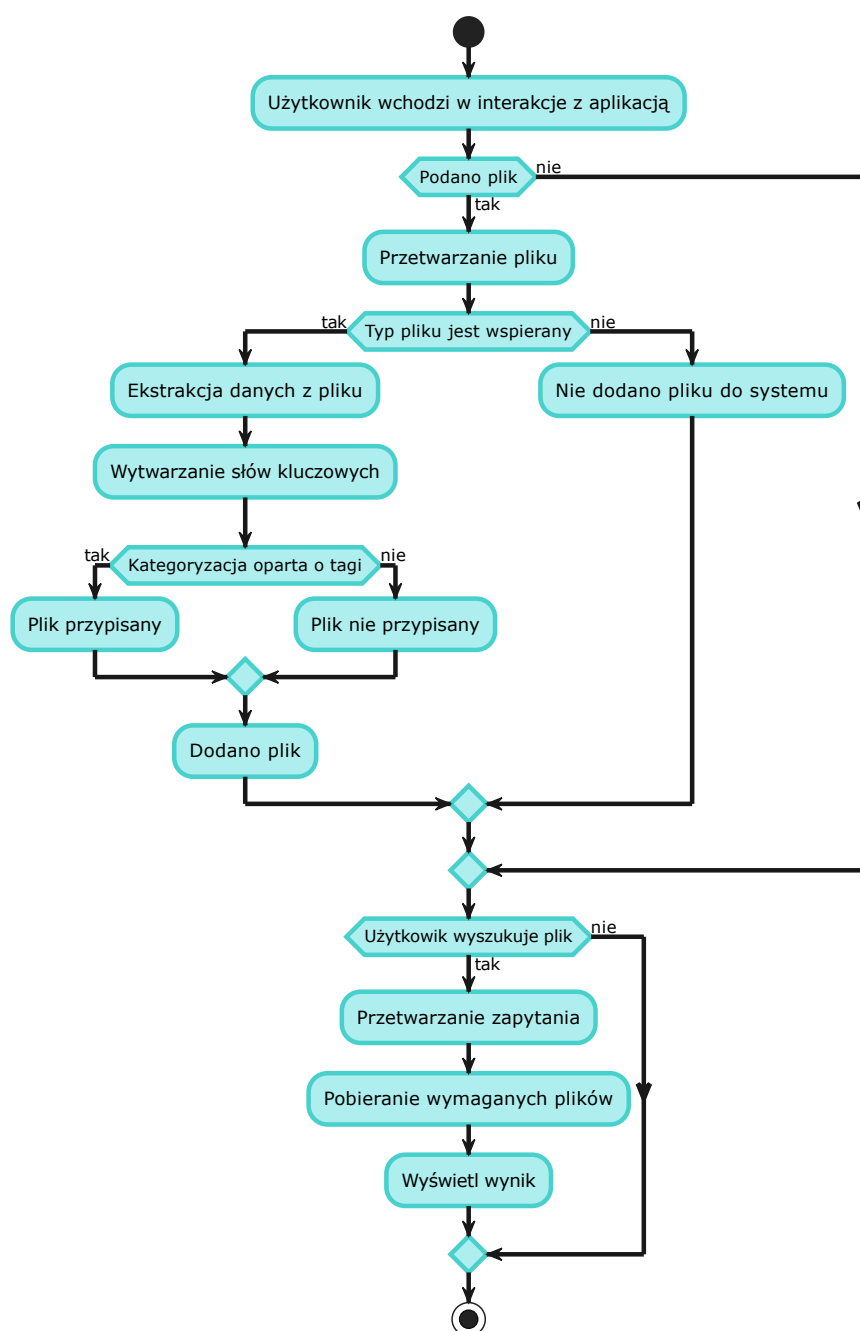 Użytkownik wchodzi w interakcje z aplikacją
Podano plik
nie
tak
Przetwarzanie pliku
tak
Typ pliku jest wspierany
nie
Ekstrakcja danych z pliku
Nie dodano pliku do systemu
Wytwarzanie słów kluczowych
tak
Kategoryzacja oparta o tagi
nie
Plik przypisany
Plik nie przypisany
Dodano plik
Użytkowik wyszukuje plik
nie
tak
Przetwarzanie zapytania
Pobieranie wymaganych plików
Wyświetl wynik